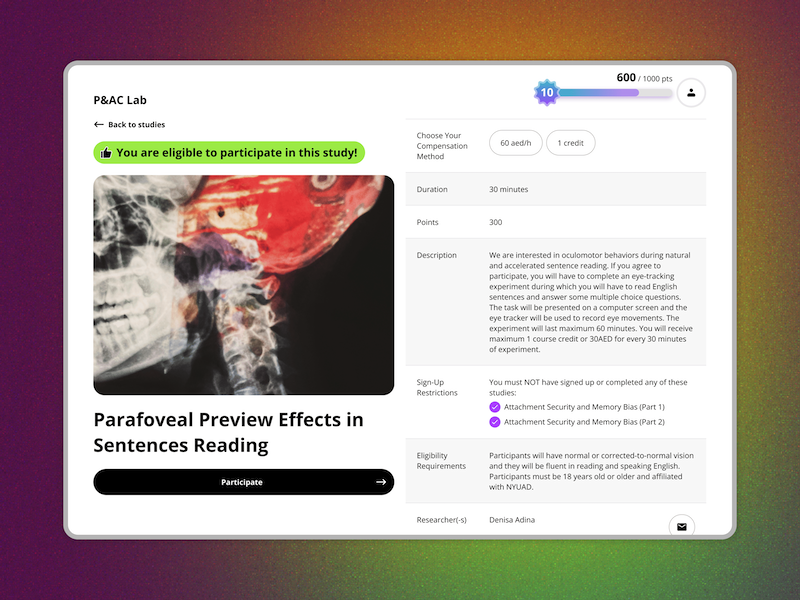 P&AC Lab
Back to studies
You are eligible to participate in this study!
Parafoveal Preview Effects in
Sentences Reading
Participate
10
600 / 1000 pts
Choose Your
Compensation
Method
60 aed/h
1 credit
Duration
30 minutes
Points
300
Description
We are interested in oculomotor behaviors during natural
and accelerated sentence reading. If you agree to
participate, you will have to complete an eye-tracking
experiment during which you will have to read English
sentences and answer some multiple choice questions.
The task will be presented on a computer screen and the
eye tracker will be used to record eye movements. The
experiment will last maximum 60 minutes. You will receive
maximum 1 course credit or 30AED for every 30 minutes
of experiment.
Sign-Up
Restrictions
You must NOT have signed up or completed any of these
studies:
Attachment Security and Memory Bias (Part 1)
Attachment Security and Memory Bias (Part 2)
Eligibility
Requirements
Participants will have normal or corrected-to-normal vision
and they will be fluent in reading and speaking English.
Participants must be 18 years old or older and affiliated
with NYUAD.
Researcher(-s)
Denisa Adina